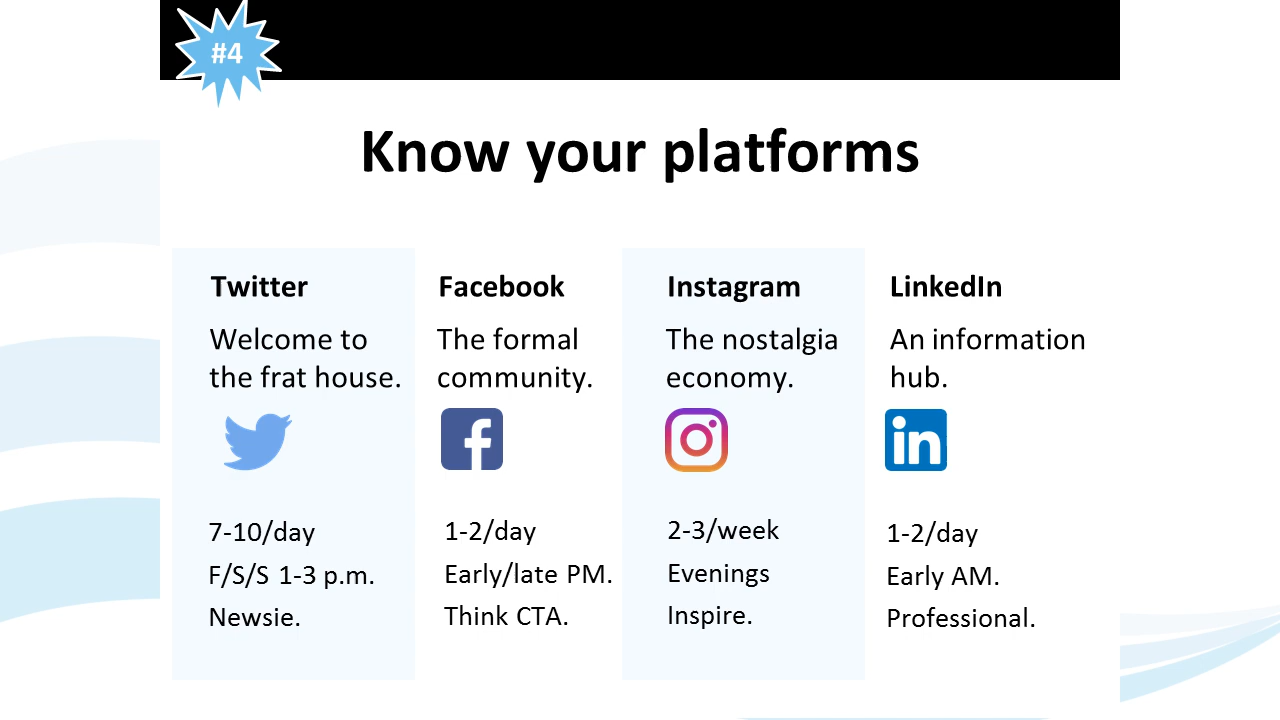 #4
Know your platforms
Twitter
Welcome to
the frat house.
7-10/day
F/S/S 1-3 p.m.
Newsie.
Facebook
The formal
community.
1-2/day
Early/late PM.
Think CTA.
Instagram
The nostalgia
economy.
2-3/week
Evenings
Inspire.
LinkedIn
An information
hub.
in
1-2/day
Early AM.
Professional.